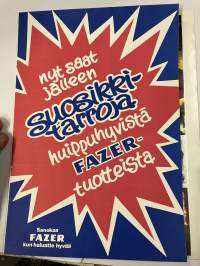 nyt saat
jälleen
suosikki-
tarroja
huippuhyvistä
FAZER-
tuotteista
Sanokaa
FAZER
kun haluatte hyvää